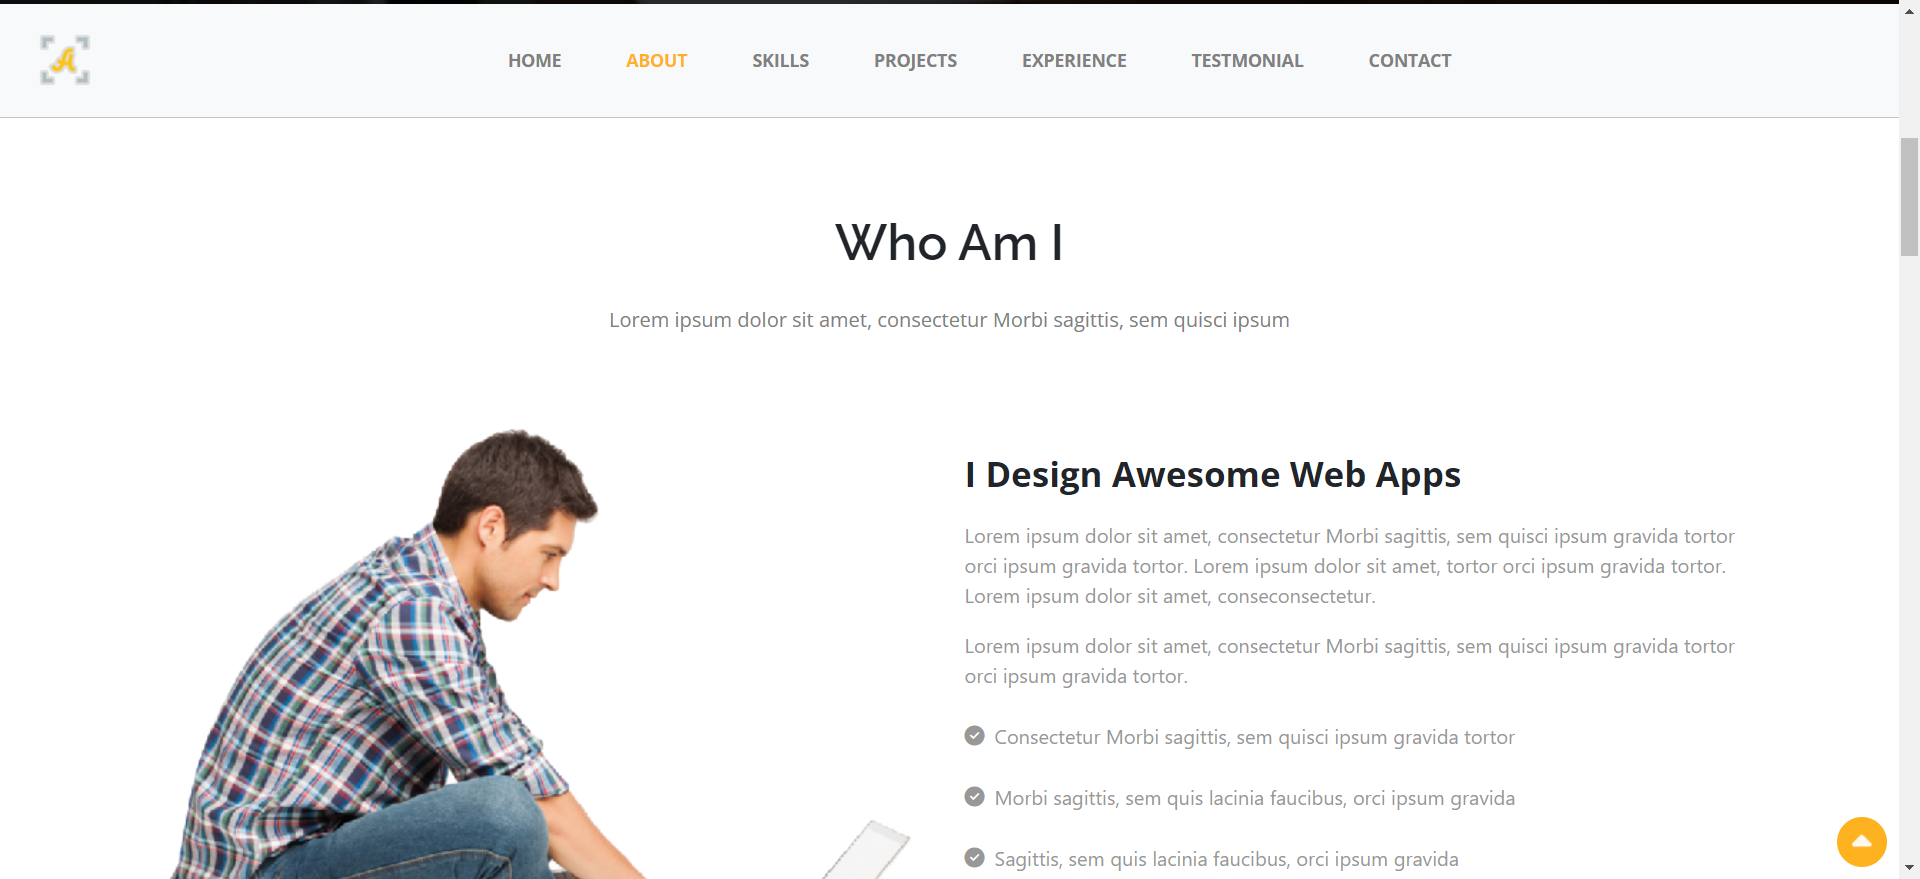 A
HOME ABOUT SKILLS PROJECTS EXPERIENCE TESTMONIAL CONTACT
Who Am I
Lorem ipsum dolor sit amet, consectetur Morbi sagittis, sem quisci ipsum
I Design Awesome Web Apps
Lorem ipsum dolor sit amet, consectetur Morbi sagittis, sem quisci ipsum gravida tortor
orci ipsum gravida tortor. Lorem ipsum dolor sit amet, tortor orci ipsum gravida tortor.
Lorem ipsum dolor sit amet, conseconsectetur.
Lorem ipsum dolor sit amet, consectetur Morbi sagittis, sem quisci ipsum gravida tortor
orci ipsum gravida tortor.
Consectetur Morbi sagittis, sem quisci ipsum gravida tortor
Morbi sagittis, sem quis lacinia faucibus, orci ipsum gravida
Sagittis, sem quis lacinia faucibus, orci ipsum gravida